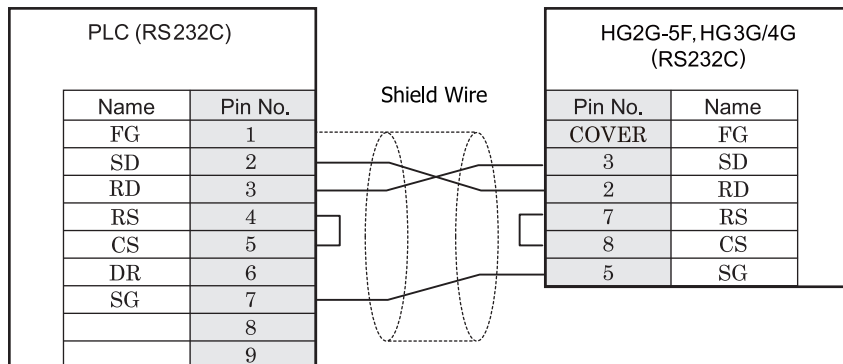 PLC (RS232C)
Name Pin No.
FG 1
SD 2
RD 3
RS 4
CS 5
DR 6
SG 7
8
9
Shield Wire
HG2G-5F, HG3G/4G
(RS232C)
Pin No. Name
COVER FG
3 SD
2 RD
7 RS
8 CS
5 SG